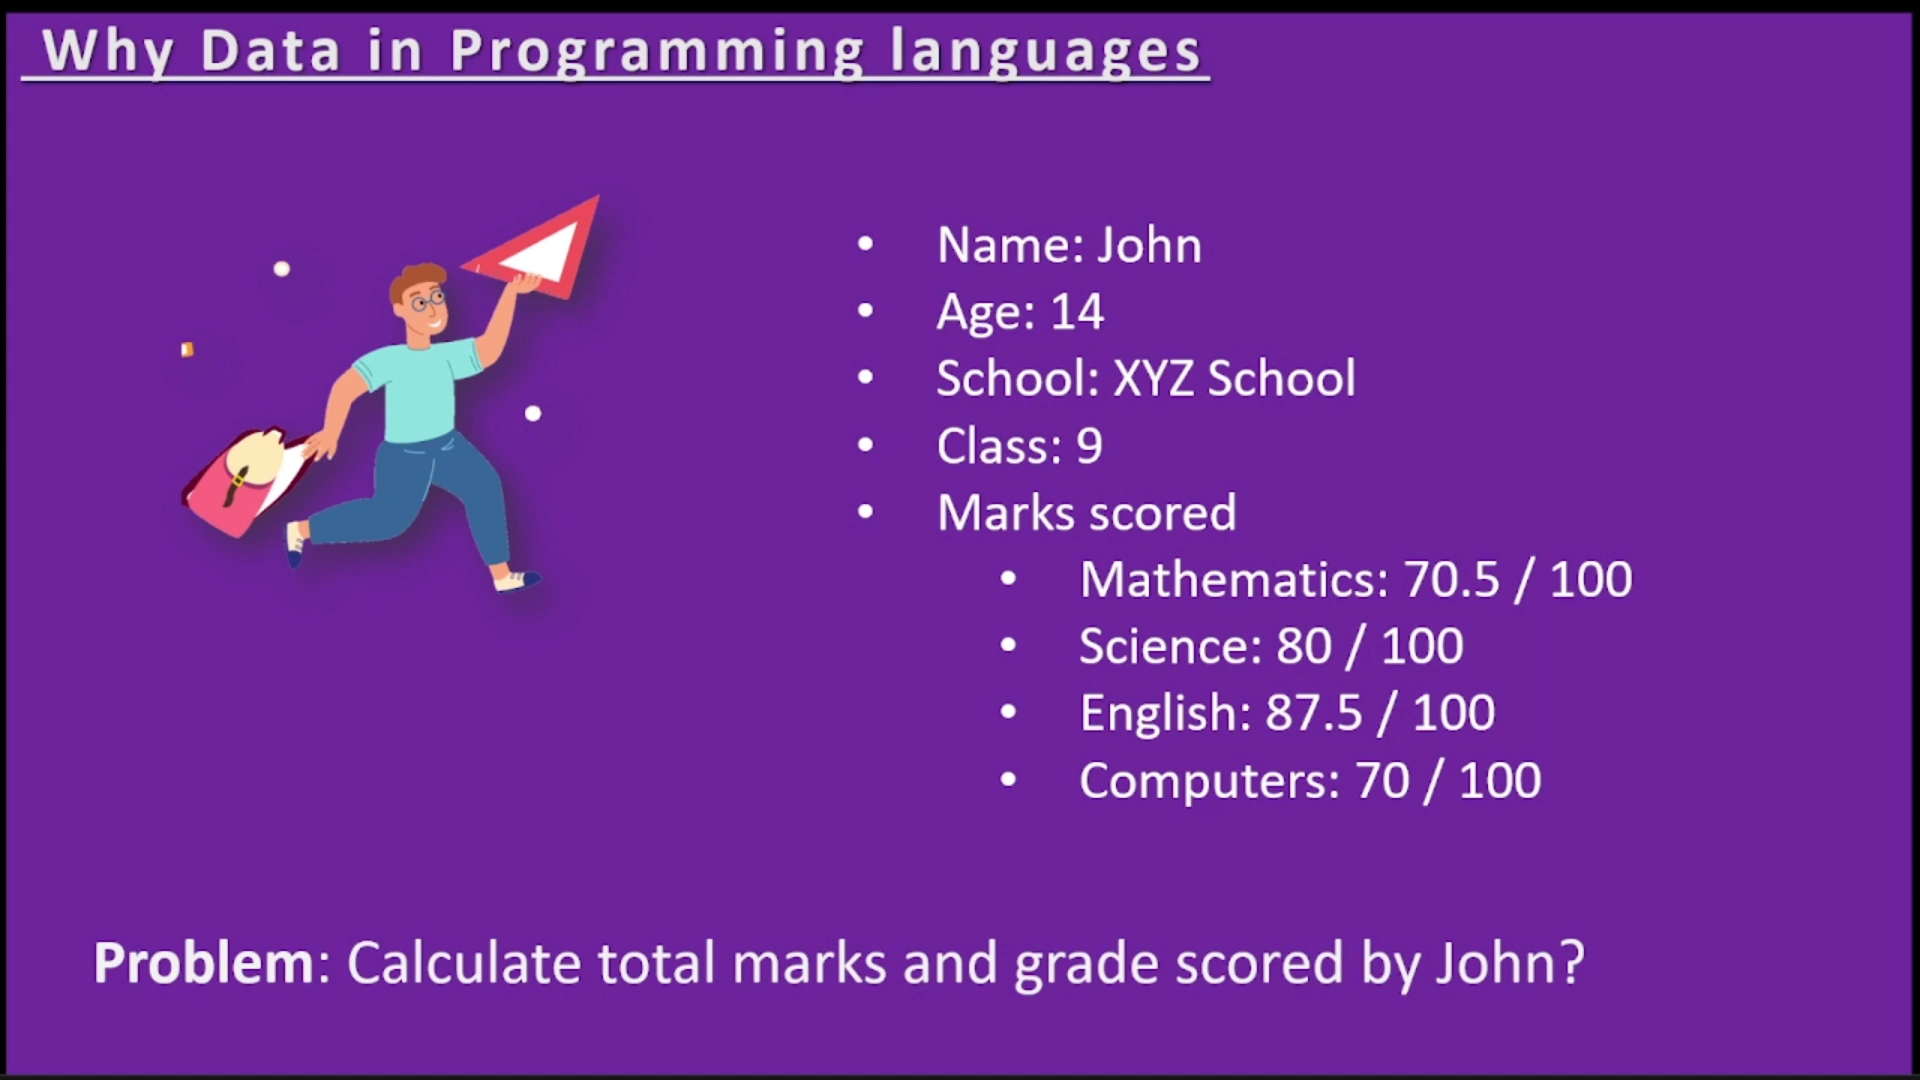 Why Data in Programming languages
• Name: John
• Age: 14
• School: XYZ School
• Class: 9
• Marks scored
• Mathematics: 70.5 / 100
• Science: 80 / 100
• English: 87.5 / 100
• Computers: 70 / 100
Problem: Calculate total marks and grade scored by John?